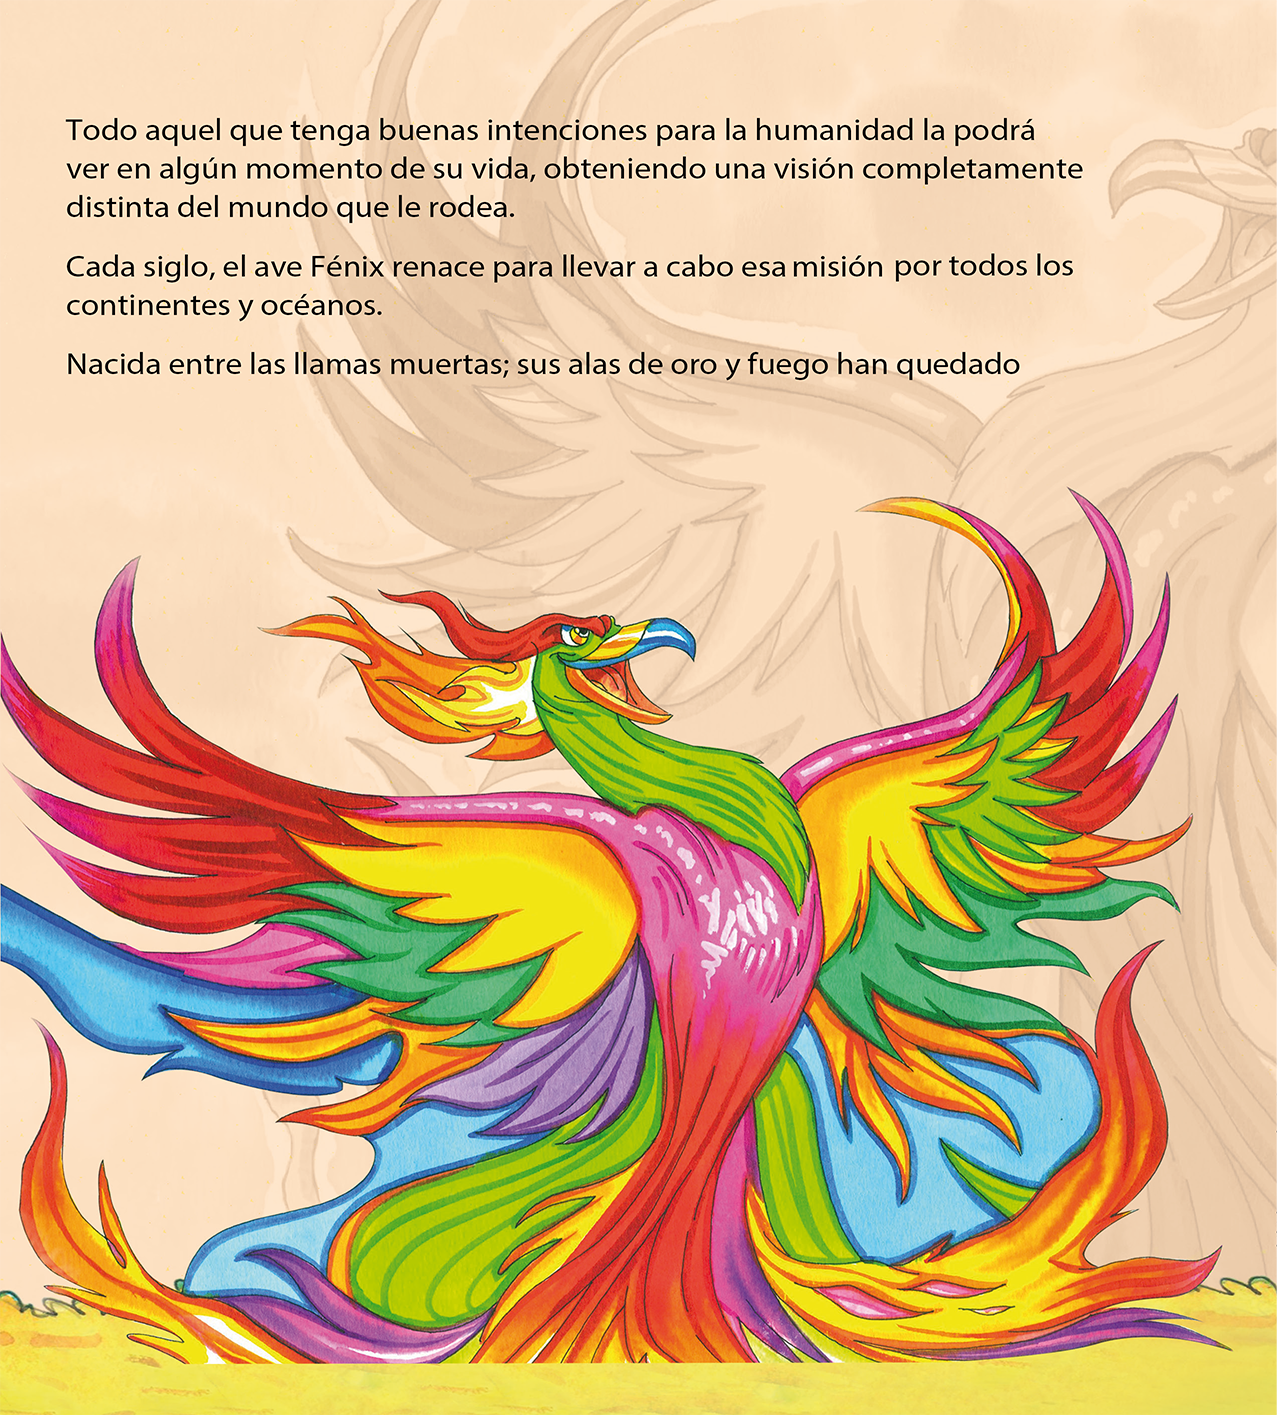 Todo aquel que tenga buenas intenciones para la humanidad la podrá
ver en algún momento de su vida, obteniendo una visión completamente
distinta del mundo que le rodea.
Cada siglo, el ave Fénix renace para llevar a cabo esa misión por todos los
continentes y océanos.
Nacida entre las llamas muertas; sus alas de oro y fuego han quedado